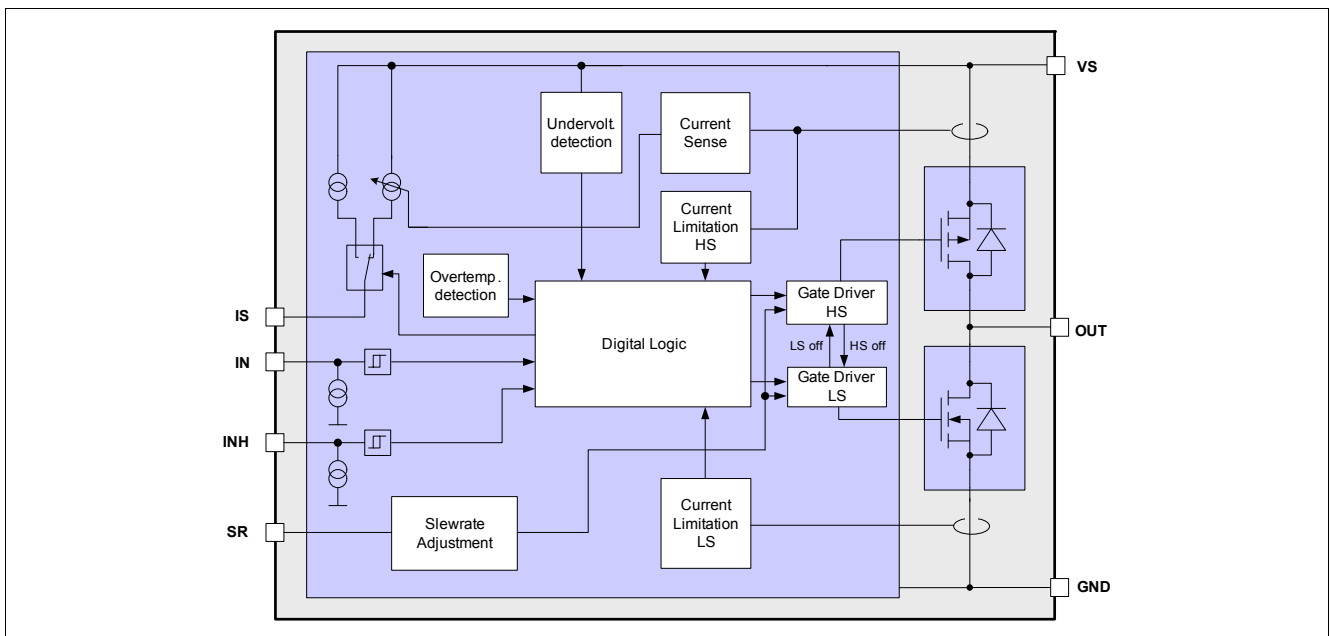 VS
Undervolt.
detection
Current
Sense
Current
Limitation
HS
Overtemp.
detection
Digital Logic
Gate Driver
HS
LS off
HS off
Gate Driver
LS
IS
IN
INH
SR
OUT
Slewrate
Adjustment
Current
Limitation
LS
GND